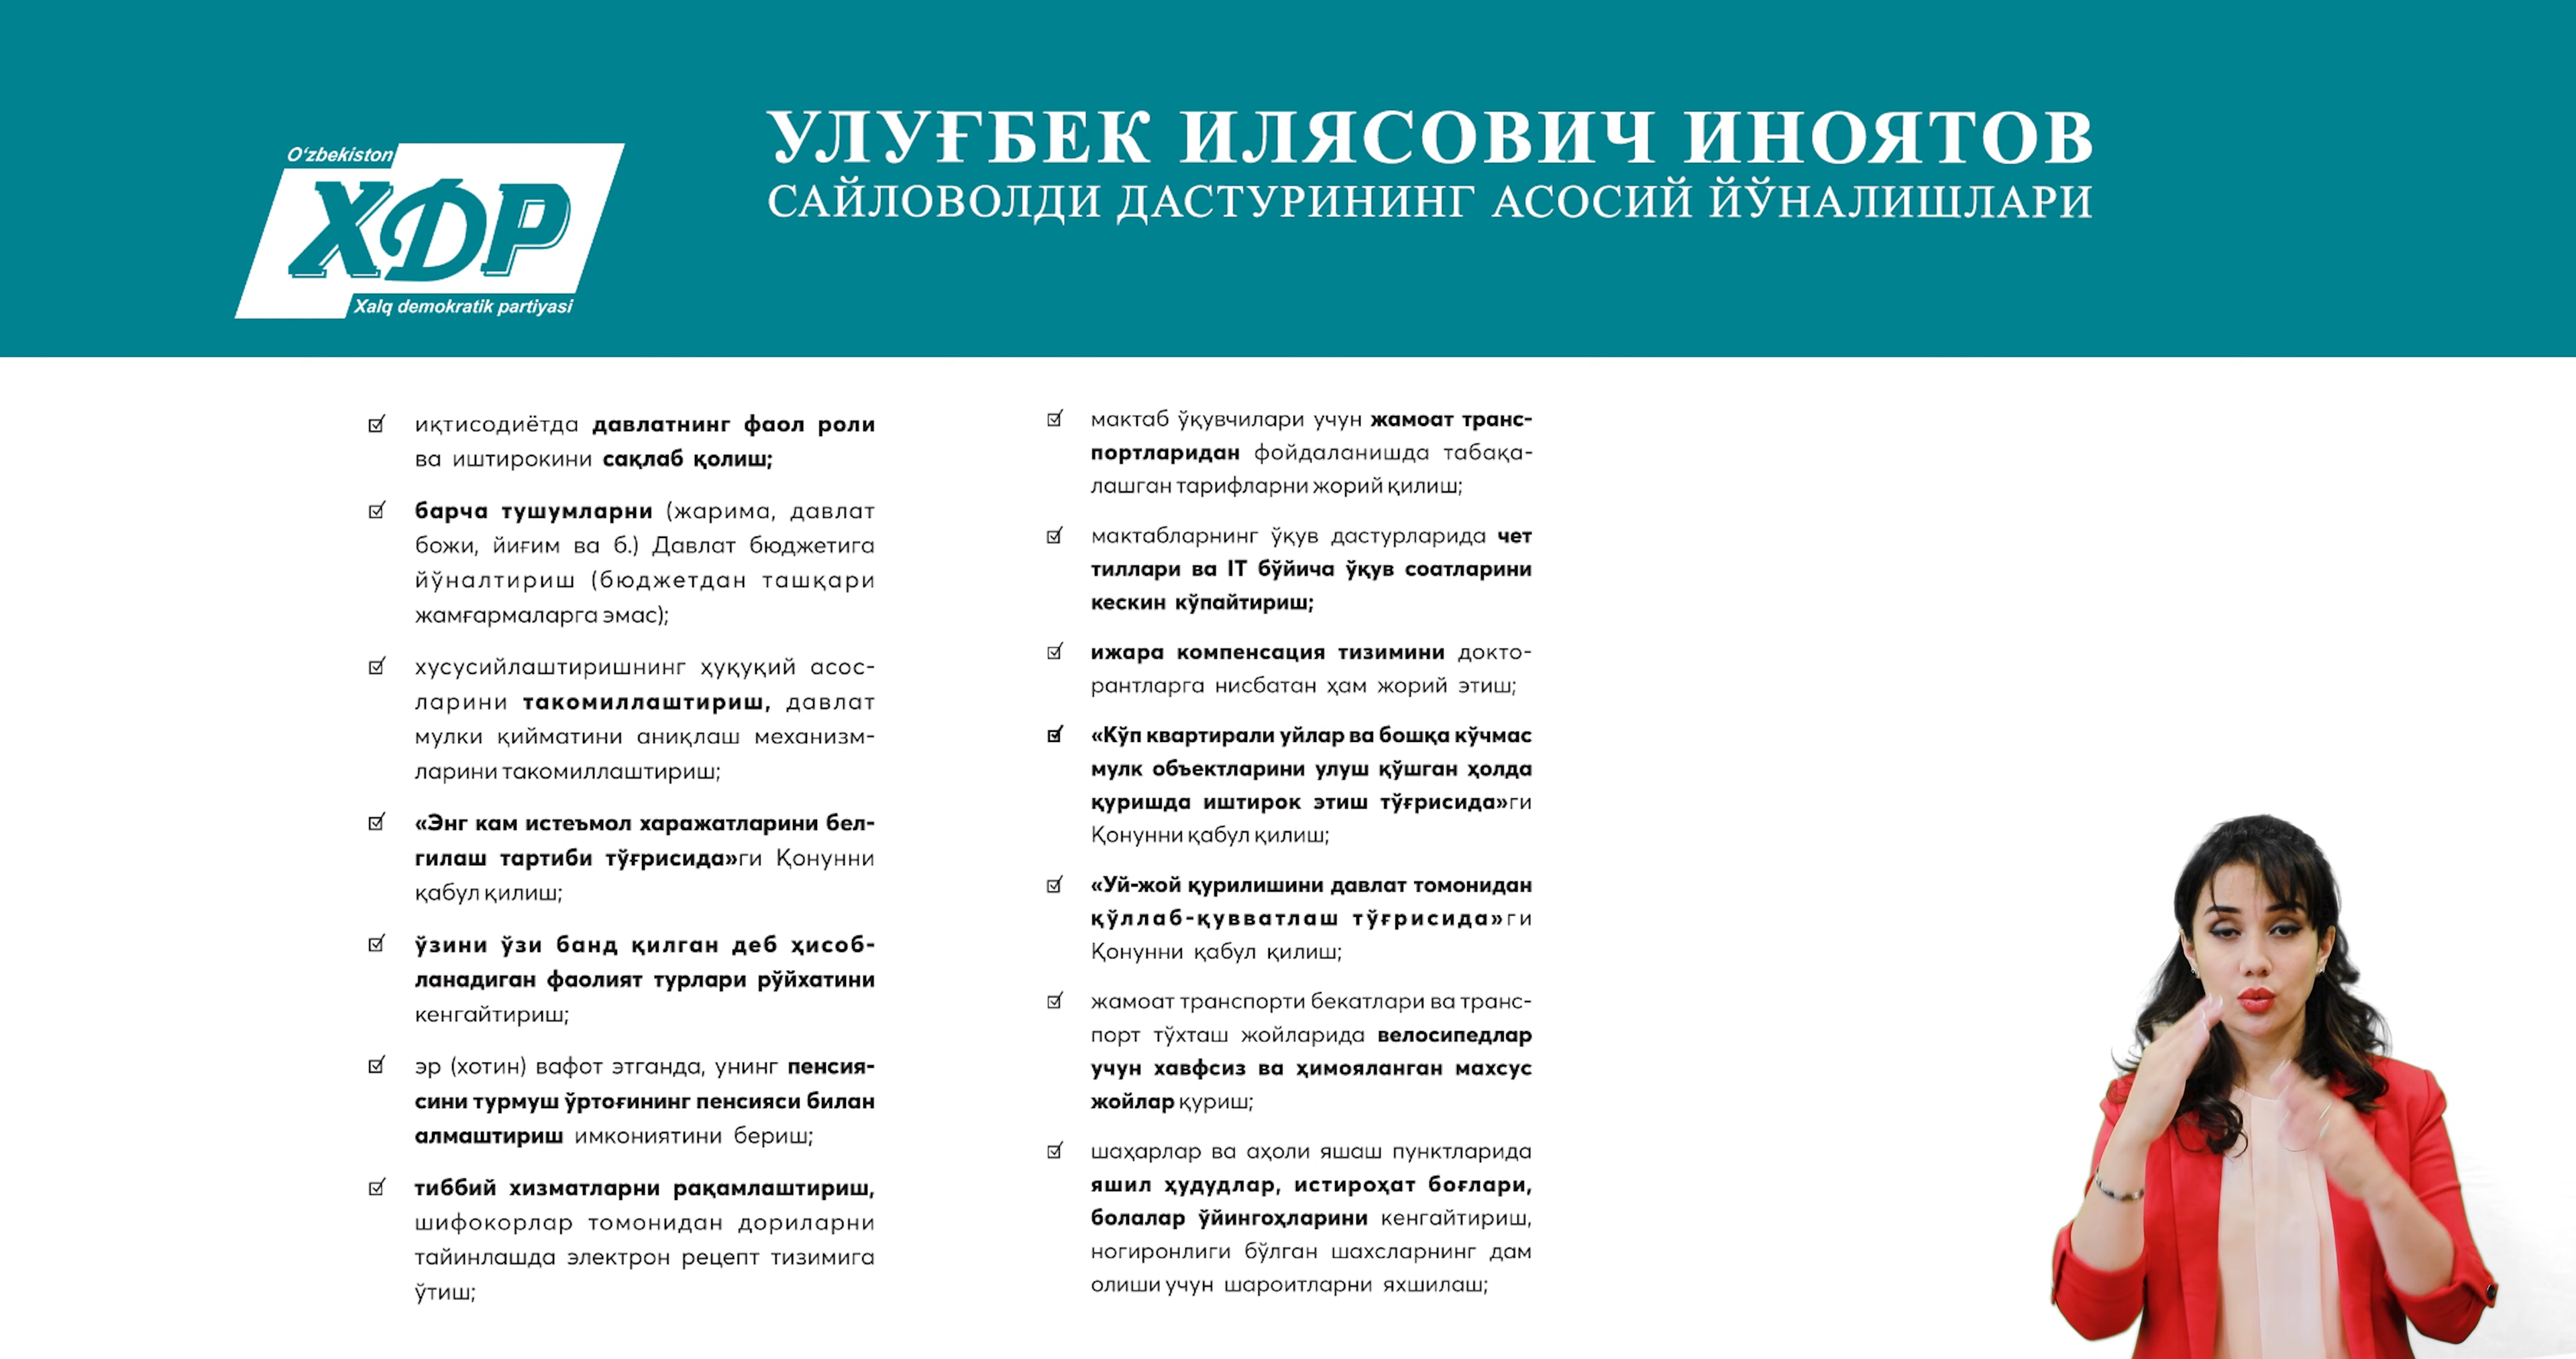 O‘zbekiston
ХДР
Xalq demokratik partiyasi
УЛУҒБЕК ИЛЯСОВИЧ ИНОЯТОВ
САЙЛОВОЛДИ ДАСТУРИНИНГ АСОСИЙ ЙЎНАЛИШЛАРИ
иқтисодиётда давлатнинг фаол роли
ва иштирокини сақлаб қолиш;
барча тушумларни (жарима, давлат
божи, йиғим ва б.) Давлат бюджетига
йўналтириш (бюджетдан ташқари
жамғармаларга эмас);
хусусийлаштиришнинг ҳуқуқий асос-
ларини такомиллаштириш, давлат
мулки қийматини аниқлаш механизм-
ларини такомиллаштириш;
«Энг кам истеъмол харажатларини бел-
гилаш тартиби тўғрисида»ги Қонунни
қабул қилиш;
ўзини ўзи банд қилган деб ҳисоб-
ланадиган фаолият турлари рўйхатини
кенгайтириш;
эр (хотин) вафот этганда, унинг пенсия-
сини турмуш ўртоғининг пенсияси билан
алмаштириш имкониятини бериш;
тиббий хизматларни рақамлаштириш,
шифокорлар томонидан дориларни
тайинлашда электрон рецепт тизимига
ўтиш;
мактаб ўқувчилари учун жамоат транс-
портларидан фойдаланишда табақа-
лашган тарифларни жорий қилиш;
мактабларнинг ўқув дастурларида чет
тиллари ва IT бўйича ўқув соатларини
кескин кўпайтириш;
ижара компенсация тизимини докто-
рантларга нисбатан ҳам жорий этиш;
«Кўп квартирали уйлар ва бошқа кўчмас
мулк объектларини улуш қўшган ҳолда
қуришда иштирок этиш тўғрисида»ги
Қонунни қабул қилиш;
«Уй-жой қурилишини давлат томонидан
қўллаб-қувватлаш тўғрисида»ги
Қонунни қабул қилиш;
жамоат транспорти бекатлари ва транс-
порт тўхташ жойларида велосипедлар
учун хавфсиз ва ҳимояланган махсус
жойлар қуриш;
шаҳарлар ва аҳоли яшаш пунктларида
яшил ҳудудлар, истироҳат боғлари,
болалар ўйингоҳларини кенгайтириш,
ногиронлиги бўлган шахсларнинг дам
олиши учун шароитларни яхшилаш;